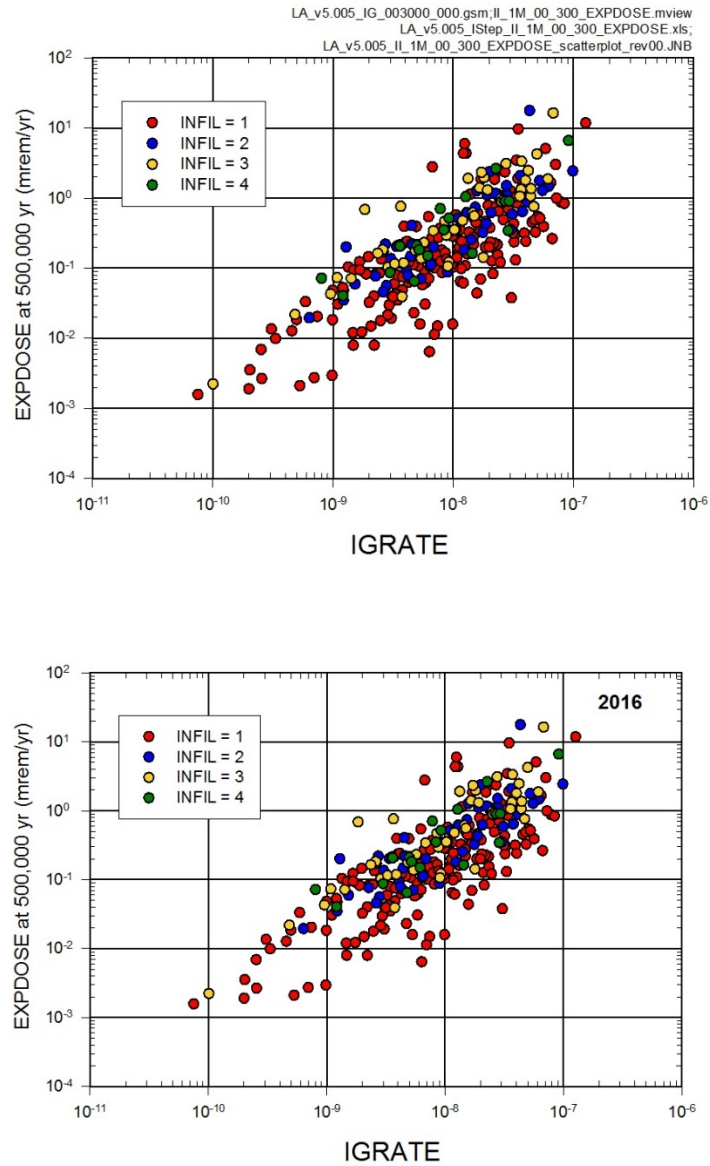 LA_v5.005_IG_003000_000.gsm;II_1M_00_300_EXPDOSE.mview
LA_v5.005_IStep_II_1M_00_300_EXPDOSE.xls;
LA_v5.005_II_1M_00_300_EXPDOSE_scatterplot_rev00.JNB
EXPDOSE at 500,000 yr (mrem/yr)
10²
10¹
10⁰
10⁻¹
10⁻²
10⁻³
10⁻⁴
INFIL = 1
INFIL = 2
INFIL = 3
INFIL = 4
10⁻¹¹ 10⁻¹⁰ 10⁻⁹ 10⁻⁸ 10⁻⁷ 10⁻⁶
IGRATE
EXPDOSE at 500,000 yr (mrem/yr)
10²
10¹
10⁰
10⁻¹
10⁻²
10⁻³
10⁻⁴
2016
INFIL = 1
INFIL = 2
INFIL = 3
INFIL = 4
10⁻¹¹ 10⁻¹⁰ 10⁻⁹ 10⁻⁸ 10⁻⁷ 10⁻⁶
IGRATE